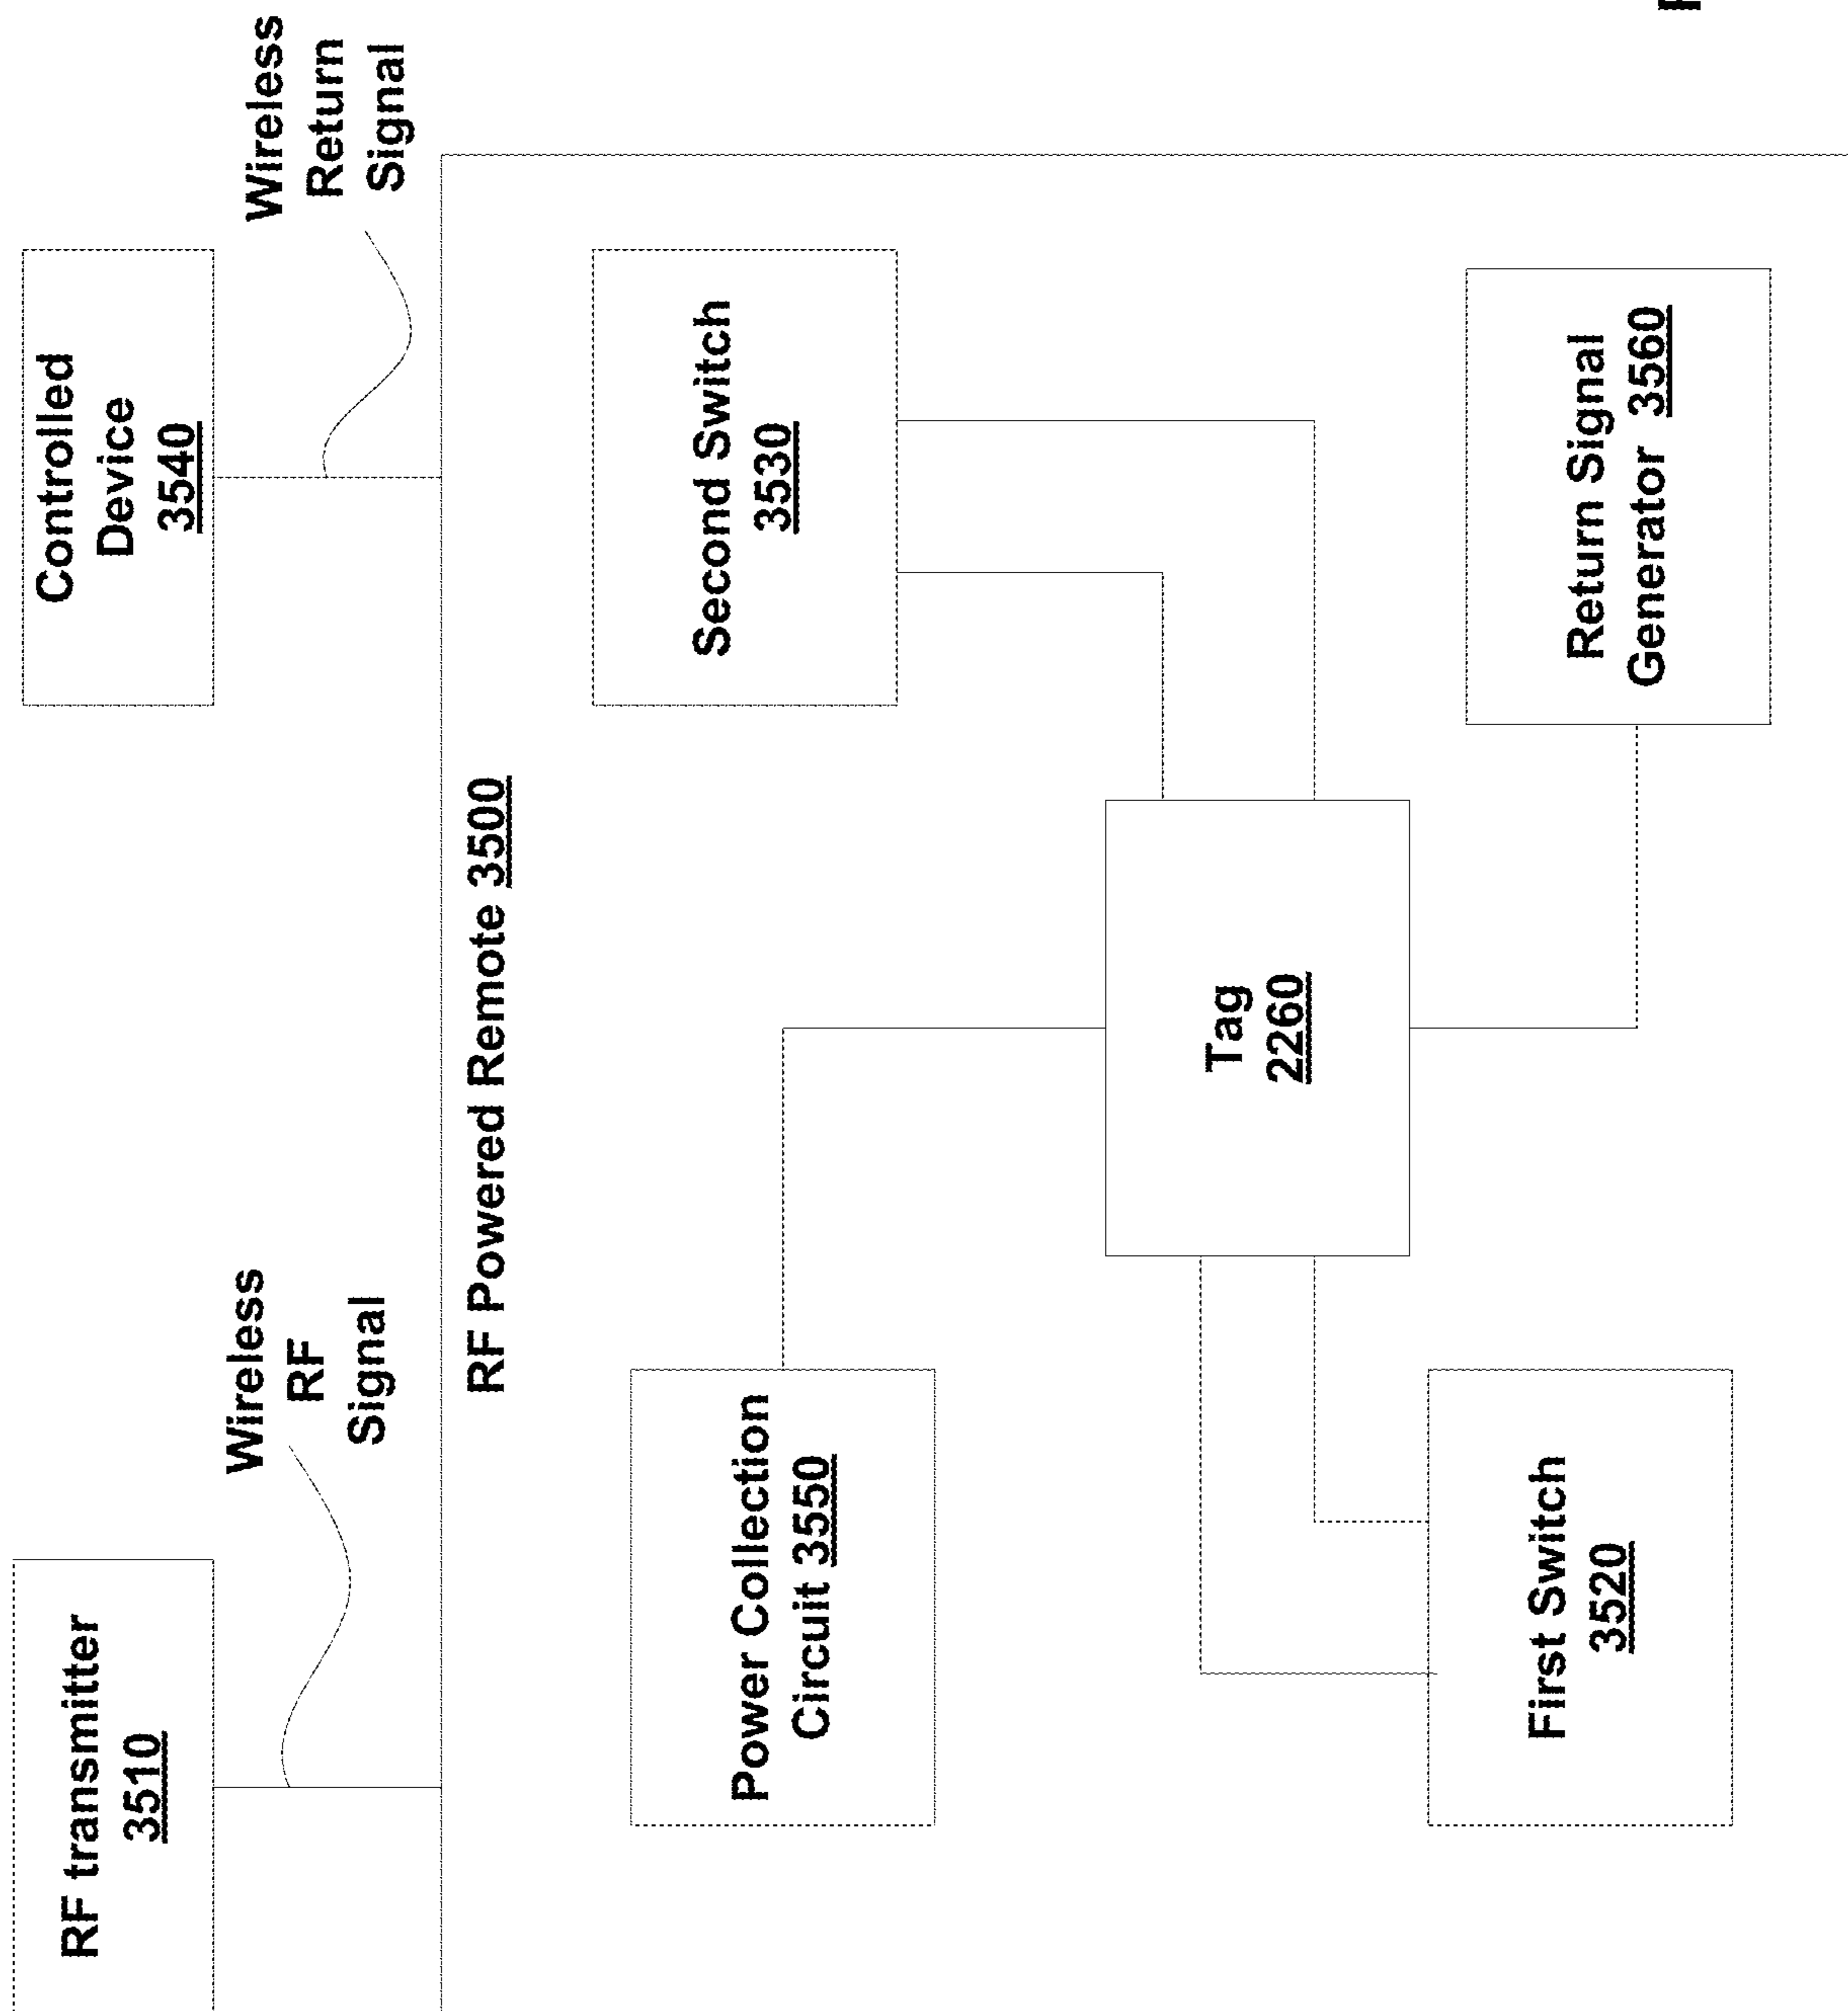 RF transmitter
3510
Wireless
RF
Signal
Controlled
Device
3540
Wireless
Return
Signal
RF Powered Remote 3500
Power Collection
Circuit 3550
Second Switch
3530
Tag
2260
First Switch
3520
Return Signal
Generator 3560